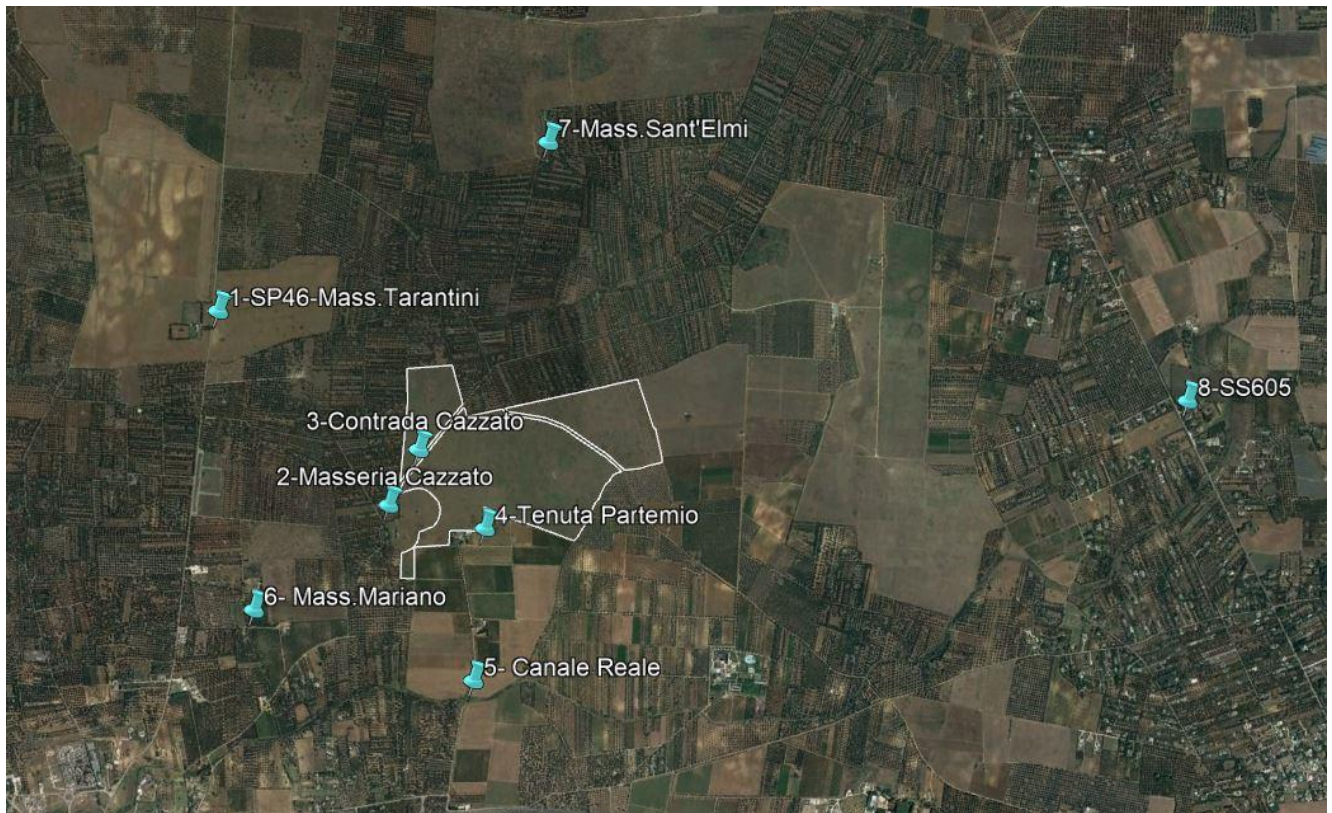 7-Mass.Sant'Elmi
1-SP46-Mass.Tarantini
8-SS605
3-Contrada Cazzato
2-Masseria Cazzato
4-Tenuta Partemio
6- Mass.Mariano
5- Canale Reale